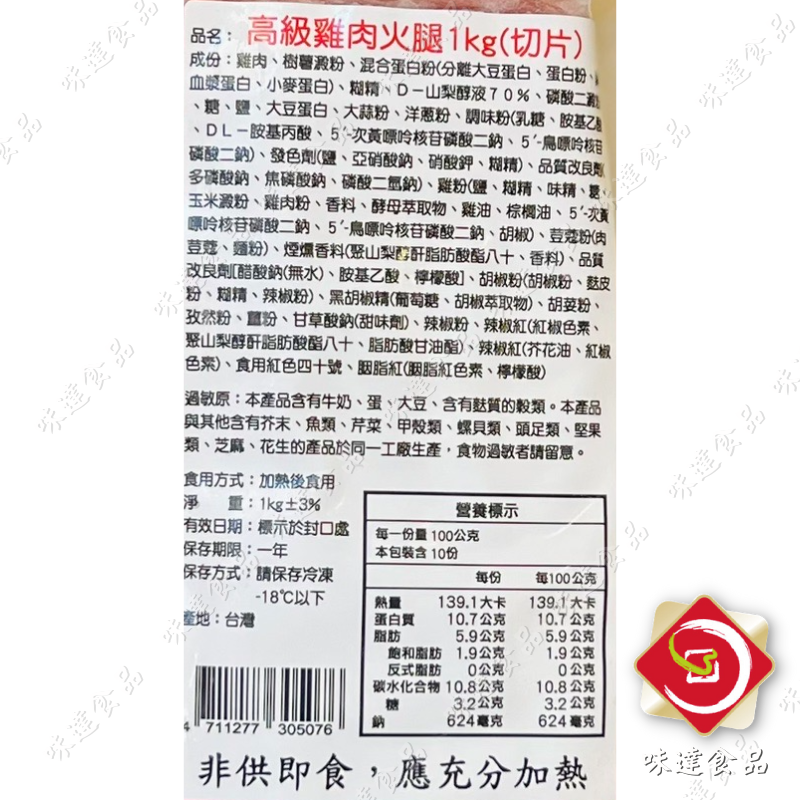 品名：高級雞肉火腿1kg(切片)
成份：雞肉、樹薯澱粉、混合蛋白粉(分離大豆蛋白、蛋白粉、
血漿蛋白、小麥蛋白)、糊精、D－山梨醇液70%、磷酸二澱粉
、糖、鹽、大豆蛋白、大蒜粉、洋蔥粉、調味粉(乳糖、胺基乙酸
、DL－胺基丙酸、5´-次黃嘌呤核苷磷酸二鈉、5´-鳥嘌呤核苷
磷酸二鈉)、發色劑(鹽、亞硝酸鈉、硝酸鉀、糊精)、品質改良劑(
多磷酸鈉、焦磷酸鈉、磷酸二氫鈉)、雞粉(鹽、糊精、味精、糖、
玉米澱粉、雞肉粉、香料、酵母萃取物、雞油、棕櫚油、5´-次黃
嘌呤核苷磷酸二鈉、5´-鳥嘌呤核苷磷酸二鈉、胡椒)、荳蔻粉(肉
荳蔻、麵粉)、煙燻香料(聚山梨醇酐脂肪酸酯八十、香料)、品質
改良劑[醋酸鈉(無水)、胺基乙酸、檸檬酸]、胡椒粉(胡椒粉、麩皮
粉、糊精、辣椒粉)、黑胡椒精(葡萄糖、胡椒萃取物)、胡荽粉、
孜然粉、薑粉、甘草酸鈉(甜味劑)、辣椒粉、辣椒紅(紅椒色素、
聚山梨醇酐脂肪酸酯八十、脂肪酸甘油酯)、辣椒紅(芥花油、紅椒
色素)、食用紅色四十號、胭脂紅(胭脂紅色素、檸檬酸)
過敏原：本產品含有牛奶、蛋、大豆、含有麩質的穀類。本產品
與其他含有芥末、魚類、芹菜、甲殼類、螺貝類、頭足類、堅果
類、芝麻、花生的產品於同一工廠生產，食物過敏者請留意。
食用方式：加熱後食用
淨　重：1kg±3%
有效日期：標示於封口處
保存期限：一年
保存方式：請保存冷凍
-18℃以下
產地：台灣
營養標示
每一份量 100公克
本包裝含 10份
每份 每100公克
熱量 139.1大卡 139.1大卡
蛋白質 10.7公克 10.7公克
脂肪 5.9公克 5.9公克
飽和脂肪 1.9公克 1.9公克
反式脂肪 0公克 0公克
碳水化合物 10.8公克 10.8公克
糖 3.2公克 3.2公克
鈉 624毫克 624毫克
4 711277 305076
非供即食，應充分加熱
味達食品